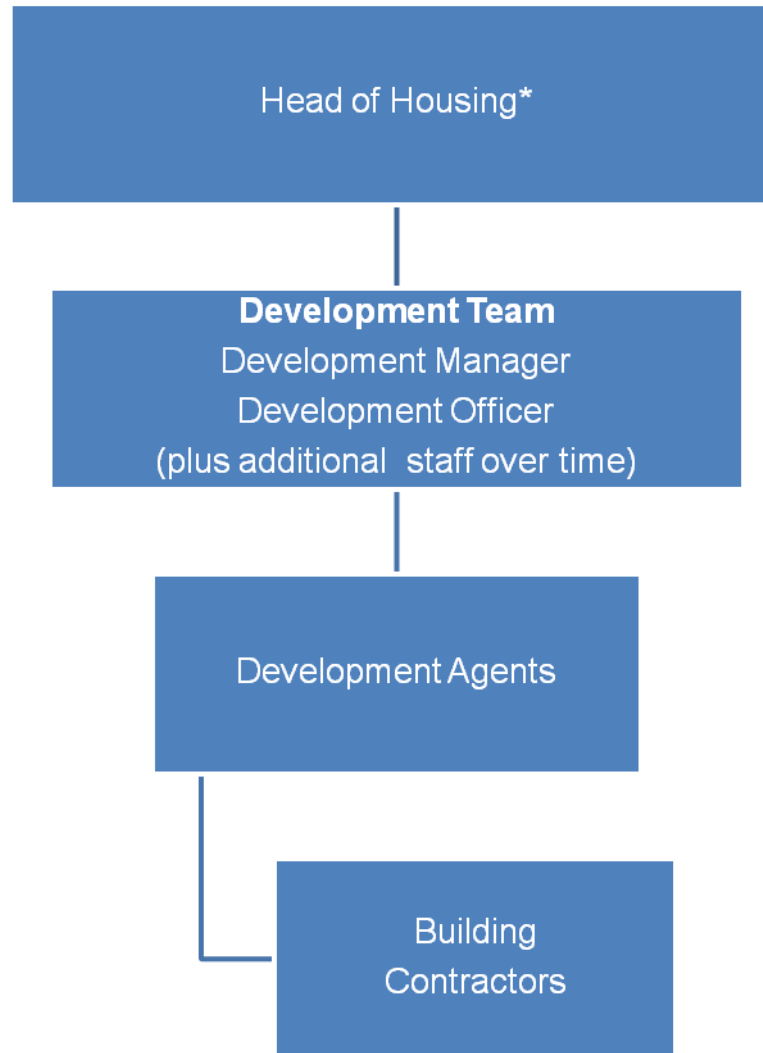 Head of Housing*
Development Team
Development Manager
Development Officer
(plus additional staff over time)
Development Agents
Building
Contractors